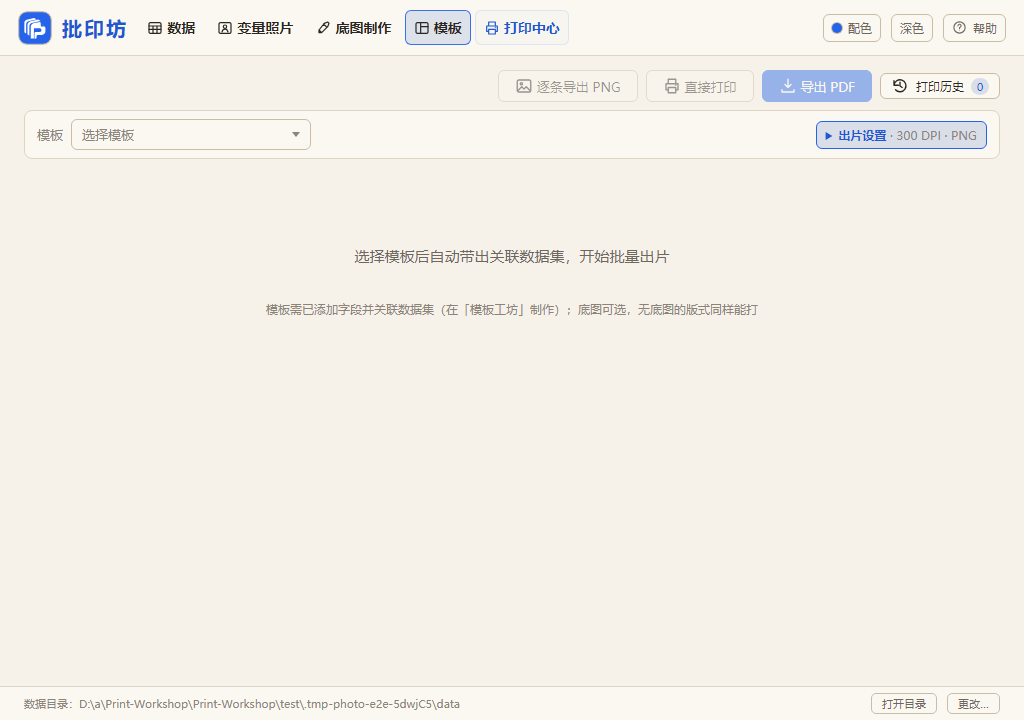 批印坊 数据 变量照片 底图制作 模板 打印中心 配色 深色 帮助
逐条导出 PNG 直接打印 导出 PDF 打印历史 0
模板 选择模板 出片设置 · 300 DPI · PNG
选择模板后自动带出关联数据集，开始批量出片
模板需已添加字段并关联数据集（在「模板工坊」制作）；底图可选，无底图的版式同样能打
数据目录：D:\a\Print-Workshop\Print-Workshop\test\.tmp-photo-e2e-5dwjC5\data 打开目录 更改...